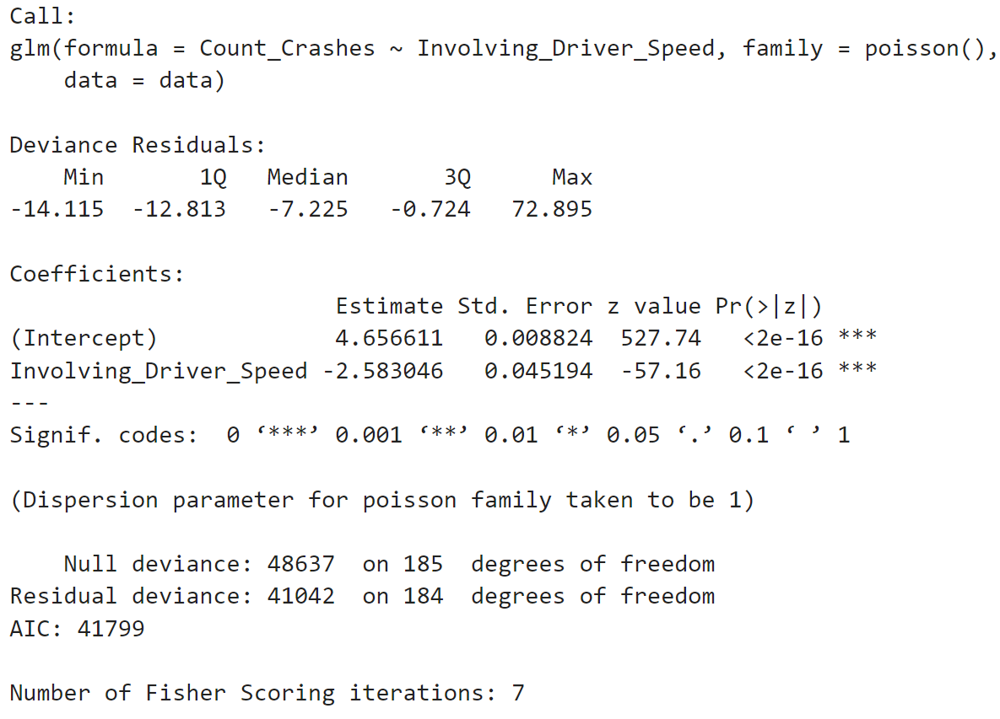 Call:
glm(formula = Count_Crashes ~ Involving_Driver_Speed, family = poisson(),
    data = data)

Deviance Residuals:
    Min       1Q   Median       3Q      Max
-14.115  -12.813   -7.225   -0.724   72.895

Coefficients:
                        Estimate Std. Error z value Pr(>|z|)
(Intercept)             4.656611   0.008824  527.74   <2e-16 ***
Involving_Driver_Speed -2.583046   0.045194  -57.16   <2e-16 ***
---
Signif. codes:  0 ‘***’ 0.001 ‘**’ 0.01 ‘*’ 0.05 ‘.’ 0.1 ‘ ’ 1

(Dispersion parameter for poisson family taken to be 1)

    Null deviance: 48637  on 185  degrees of freedom
Residual deviance: 41042  on 184  degrees of freedom
AIC: 41799

Number of Fisher Scoring iterations: 7